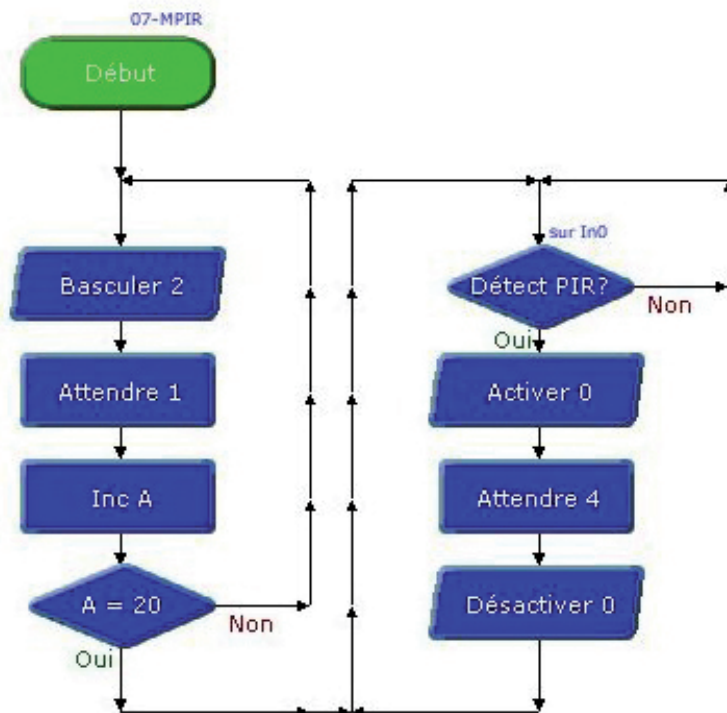 07-MPIR
Début
Basculer 2
Attendre 1
Inc A
A = 20
Non
Oui
sur In0
Détect PIR?
Non
Oui
Activer 0
Attendre 4
Désactiver 0